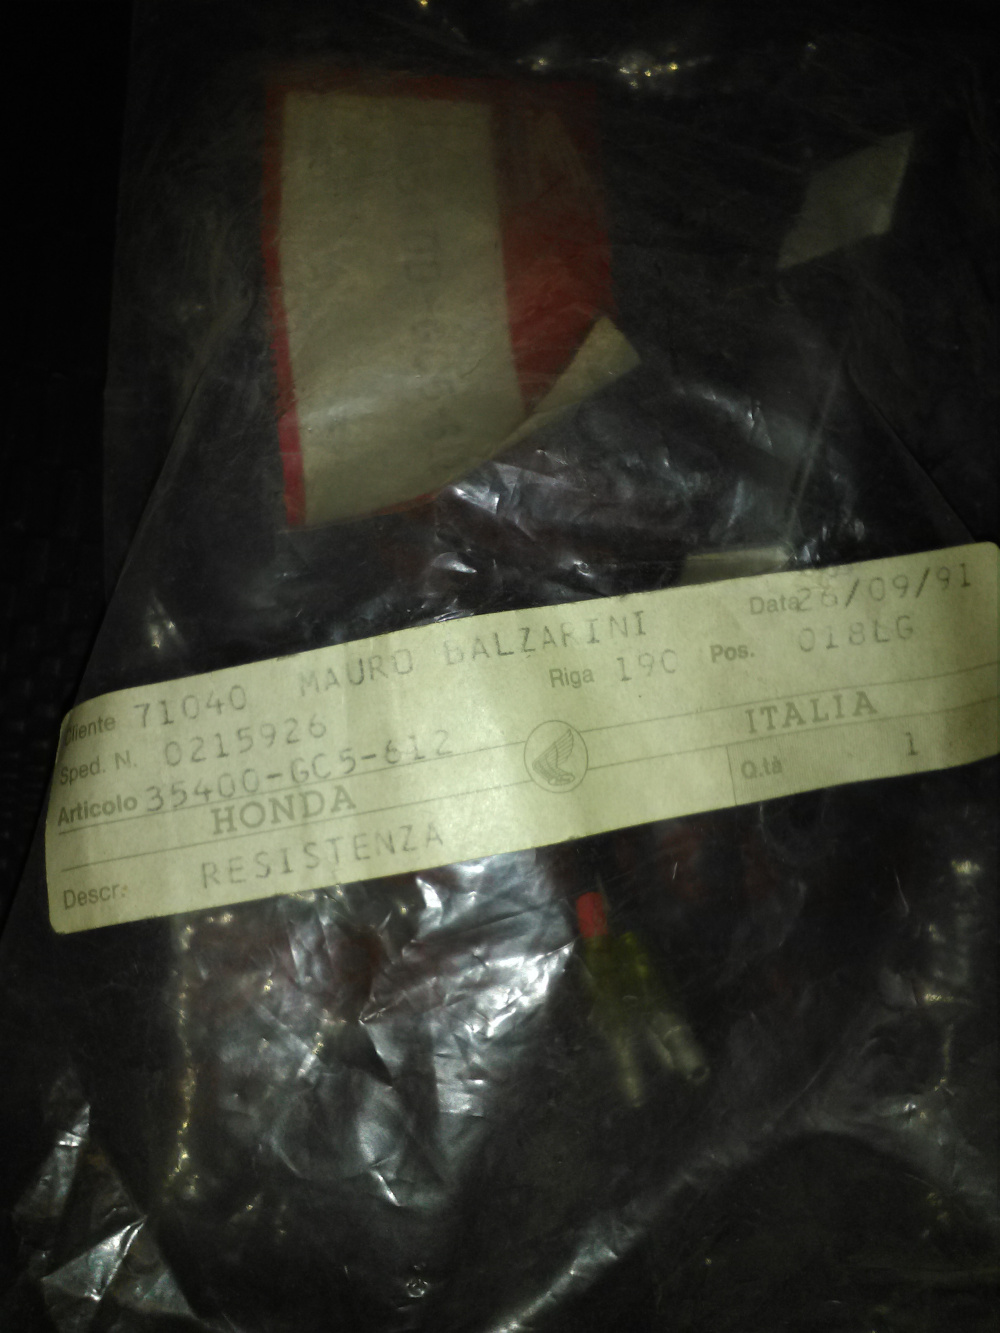 Data 26/09/91
Cliente 71040 MAURO BALZARINI
Riga 19C Pos. 018LG
Sped. N. 0215926
Articolo 35400-GC5-612
HONDA ITALIA
Q.tà 1
Descr: RESISTENZA